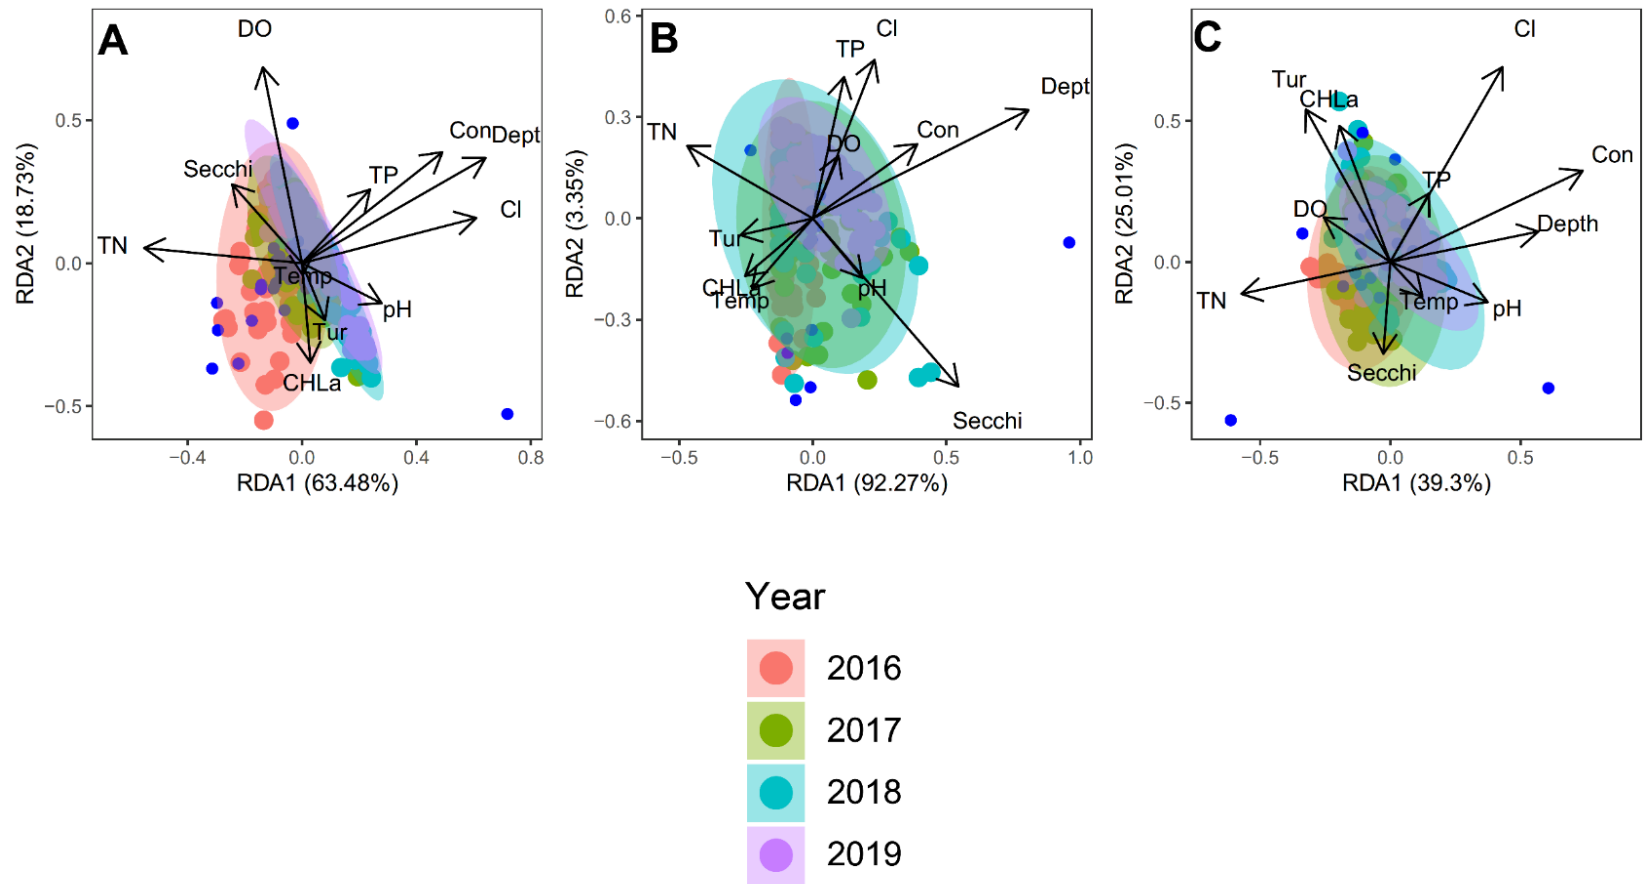 A
DO
Secchi
TN
TP
ConDept
Cl
Temp
pH
Tur
CHLa
0.5
0.0
−0.5
RDA2 (18.73%)
−0.4
0.0
0.4
0.8
RDA1 (63.48%)
B
Cl
TP
Dept
TN
Con
DO
Tur
CHLa
Temp
pH
Secchi
0.6
0.3
0.0
−0.3
−0.6
RDA2 (3.35%)
−0.5
0.0
0.5
1.0
RDA1 (92.27%)
C
Cl
Tur
CHLa
Con
TP
DO
Depth
TN
Temp
pH
Secchi
0.5
0.0
−0.5
RDA2 (25.01%)
−0.5
0.0
0.5
RDA1 (39.3%)
Year
2016
2017
2018
2019